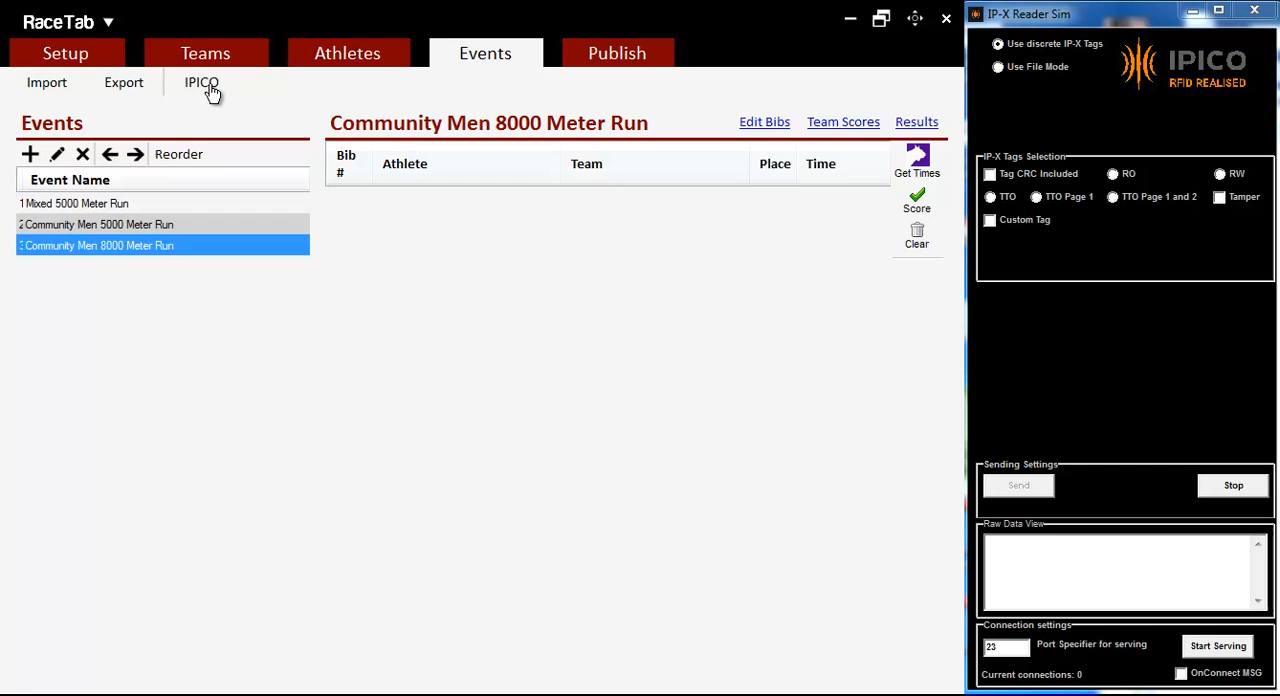 RaceTab
Setup
Teams
Athletes
Events
Publish
Import
Export
IPICO
Events
Reorder
Event Name
1Mixed 5000 Meter Run
2Community Men 5000 Meter Run
Community Men 8000 Meter Run
Community Men 8000 Meter Run
Edit Bibs
Team Scores
Results
Bib #
Athlete
Team
Place
Time
Get Times
Score
Clear
IP-X Reader Sim
Use discrete IP-X Tags
Use File Mode
IPICO
RFID REALISED
IP-X Tags Selection
Tag CRC Included
RO
RW
TTO
TTO Page 1
TTO Page 1 and 2
Tamper
Custom Tag
Sending Settings
Send
Stop
Raw Data View
Connection settings
23
Port Specifier for serving
Start Serving
Current connections: 0
OnConnect MSG